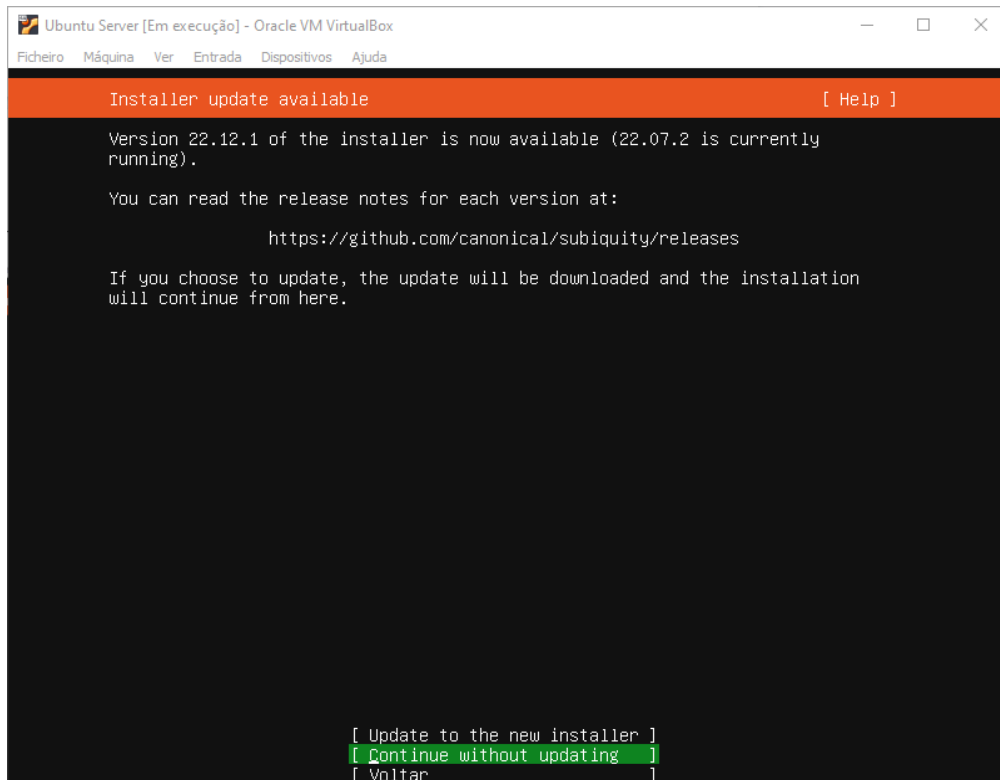 Ubuntu Server [Em execução] - Oracle VM VirtualBox
Ficheiro Máquina Ver Entrada Dispositivos Ajuda
Installer update available [ Help ]
Version 22.12.1 of the installer is now available (22.07.2 is currently
running).
You can read the release notes for each version at:
https://github.com/canonical/subiquity/releases
If you choose to update, the update will be downloaded and the installation
will continue from here.
[ Update to the new installer ]
[ Continue without updating ]
[ Voltar ]